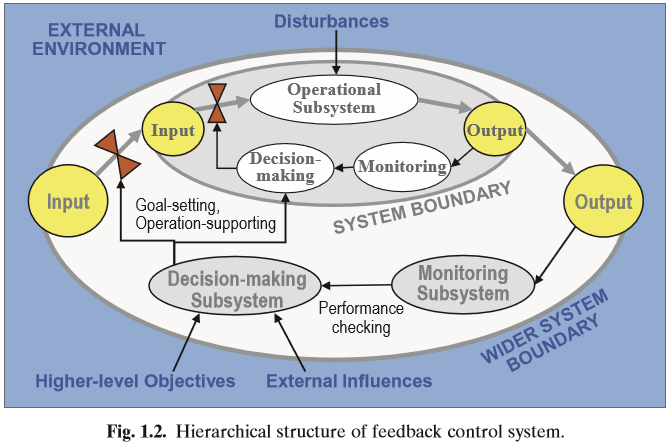 EXTERNAL
ENVIRONMENT
Disturbances
Operational
Subsystem
Input
Output
Decision-
making
Monitoring
Input
Goal-setting,
Operation-supporting
SYSTEM BOUNDARY
Output
Decision-making
Subsystem
Monitoring
Subsystem
Performance
checking
WIDER SYSTEM
BOUNDARY
Higher-level Objectives
External Influences
Fig. 1.2. Hierarchical structure of feedback control system.